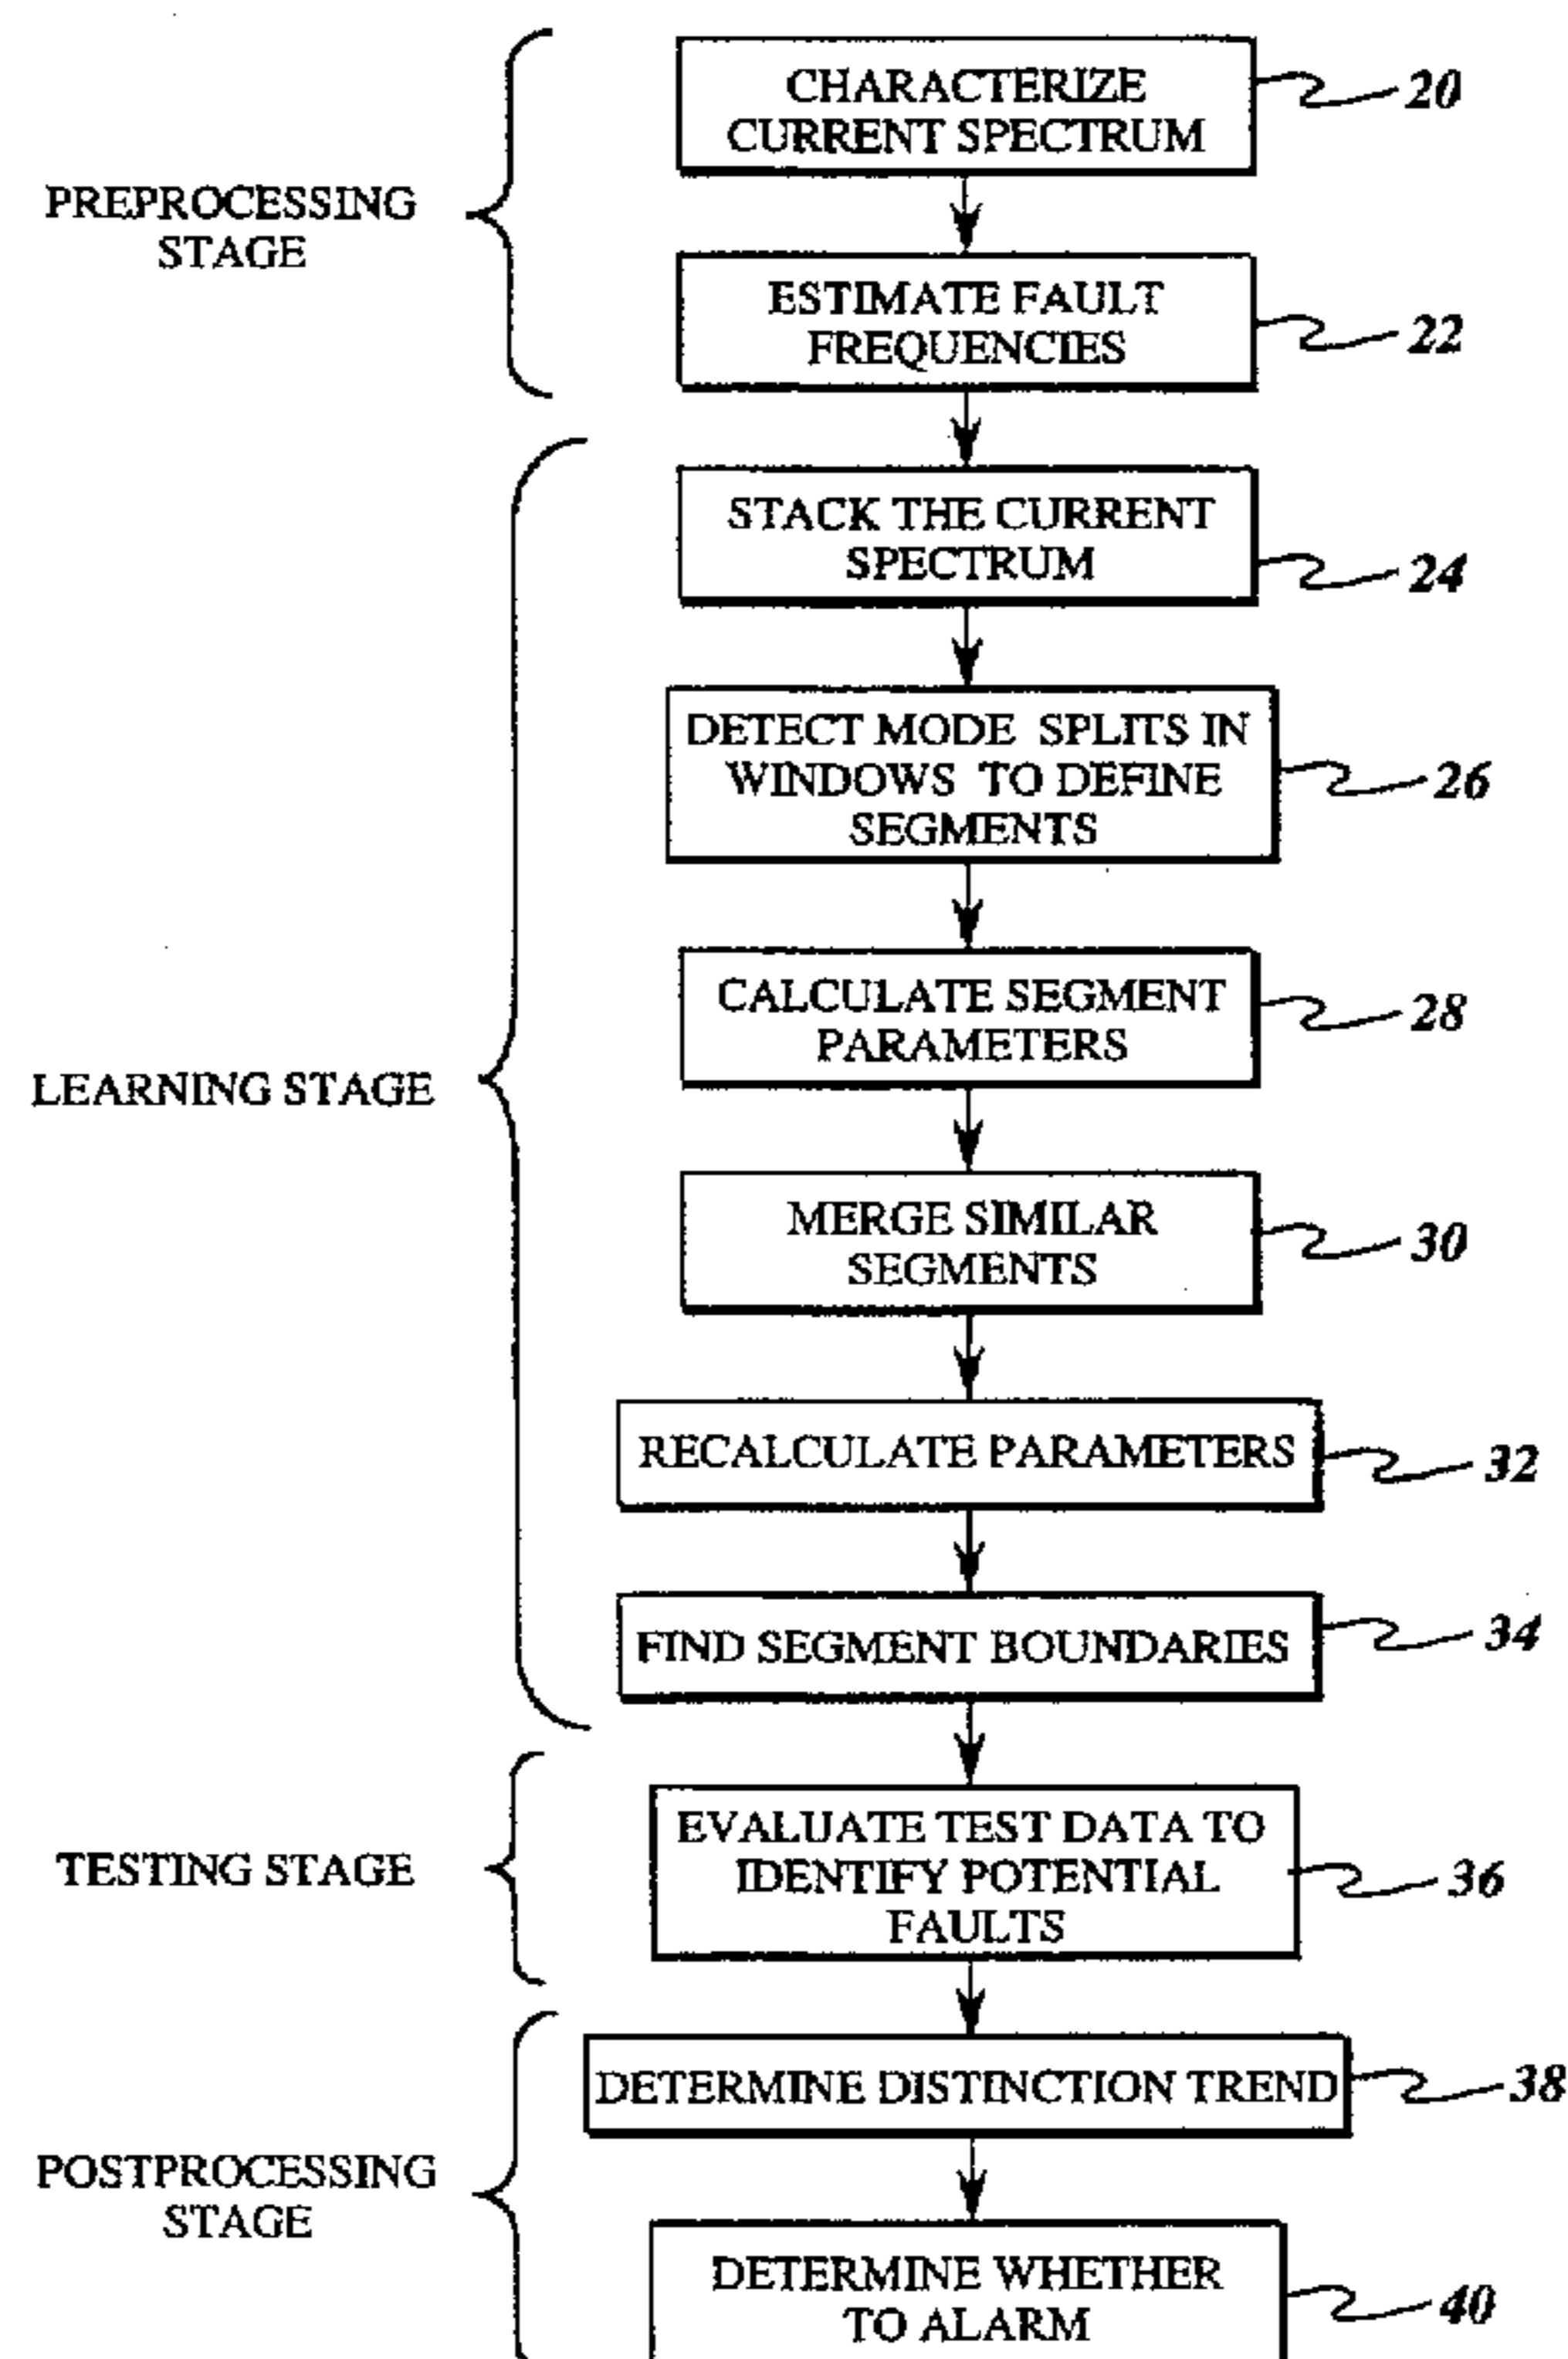 CHARACTERIZE
CURRENT SPECTRUM
20
PREPROCESSING
STAGE
ESTIMATE FAULT
FREQUENCIES
22
STACK THE CURRENT
SPECTRUM
24
DETECT MODE SPLITS IN
WINDOWS TO DEFINE
SEGMENTS
26
CALCULATE SEGMENT
PARAMETERS
28
LEARNING STAGE
MERGE SIMILAR
SEGMENTS
30
RECALCULATE PARAMETERS
32
FIND SEGMENT BOUNDARIES
34
EVALUATE TEST DATA TO
IDENTIFY POTENTIAL
FAULTS
36
TESTING STAGE
DETERMINE DISTINCTION TREND
38
POSTPROCESSING
STAGE
DETERMINE WHETHER
TO ALARM
40